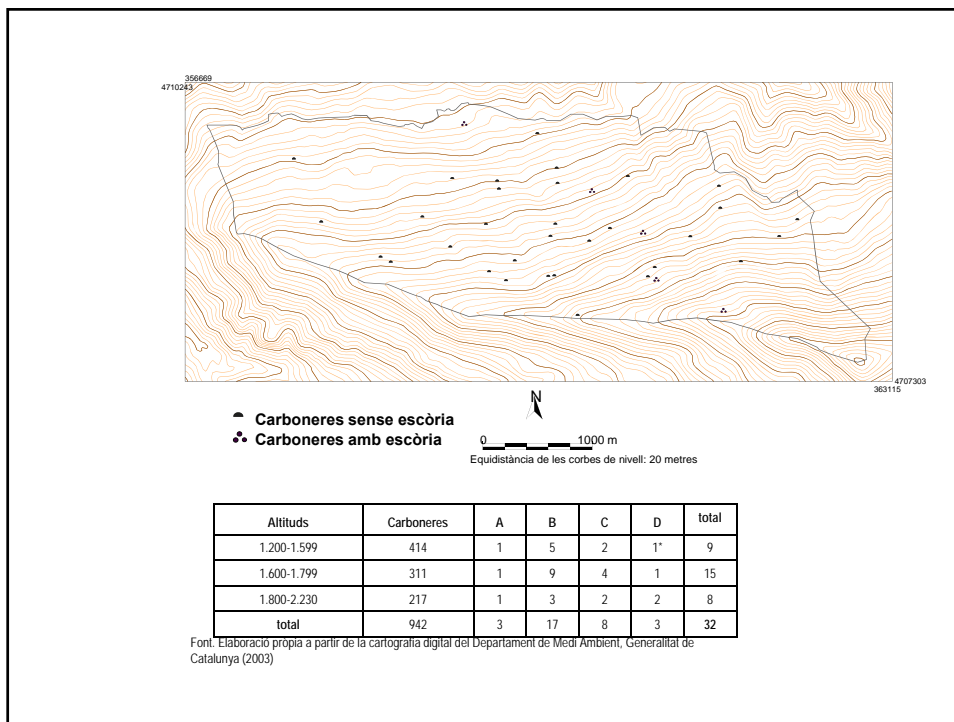 356669
4710243
4707303
363115
N
Carboneres sense escòria
Carboneres amb escòria
0 1000 m
Equidistància de les corbes de nivell: 20 metres
Altituds Carboneres A B C D total
1.200-1.599 414 1 5 2 1* 9
1.600-1.799 311 1 9 4 1 15
1.800-2.230 217 1 3 2 2 8
total 942 3 17 8 3 32
Font. Elaboració pròpia a partir de la cartografia digital del Departament de Medi Ambient, Generalitat de
Catalunya (2003)